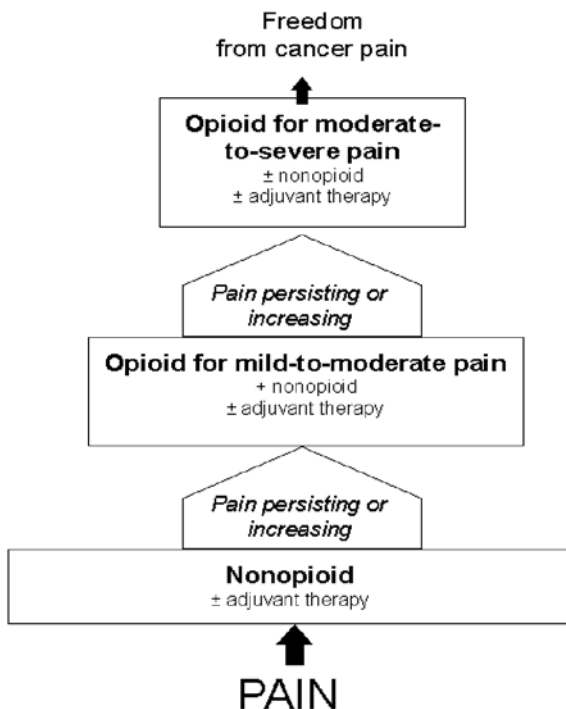 Freedom
from cancer pain
Opioid for moderate-
to-severe pain
± nonopioid
± adjuvant therapy
Pain persisting or
increasing
Opioid for mild-to-moderate pain
+ nonopioid
± adjuvant therapy
Pain persisting or
increasing
Nonopioid
± adjuvant therapy
PAIN